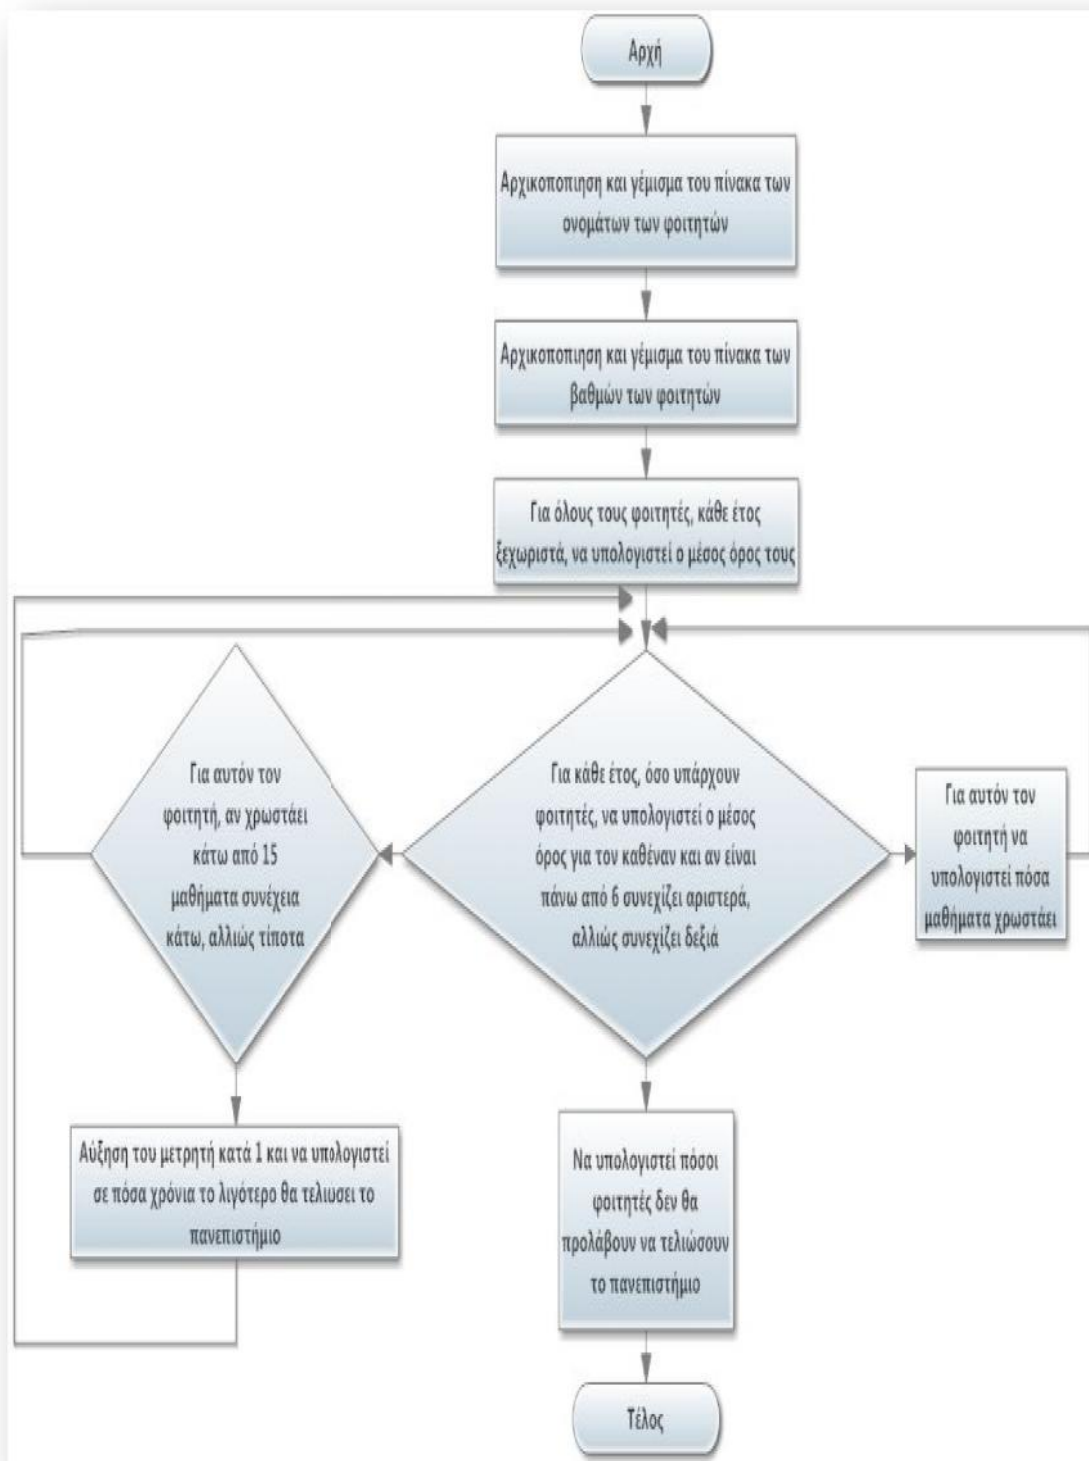 Αρχή
Αρχικοποπιηση και γέμισμα του πίνακα των
ονομάτων των φοιτητών
Αρχικοποπιηση και γέμισμα του πίνακα των
βαθμών των φοιτητών
Για όλους τους φοιτητές, κάθε έτος
ξεχωριστά, να υπολογιστεί ο μέσος όρος τους
Για αυτόν τον
φοιτητή, αν χρωστάει
κάτω από 15
μαθήματα συνέχεια
κάτω, αλλιώς τίποτα
Για κάθε έτος, όσο υπάρχουν
φοιτητές, να υπολογιστεί ο μέσος
όρος για τον καθέναν και αν είναι
πάνω από 6 συνεχίζει αριστερά,
αλλιώς συνεχίζει δεξιά
Για αυτόν τον
φοιτητή να
υπολογιστεί πόσα
μαθήματα χρωστάει
Αύξηση του μετρητή κατά 1 και να υπολογιστεί
σε πόσα χρόνια το λιγότερο θα τελιωσει το
πανεπιστήμιο
Να υπολογιστεί πόσοι
φοιτητές δεν θα
προλάβουν να τελιώσουν
το πανεπιστήμιο
Τέλος